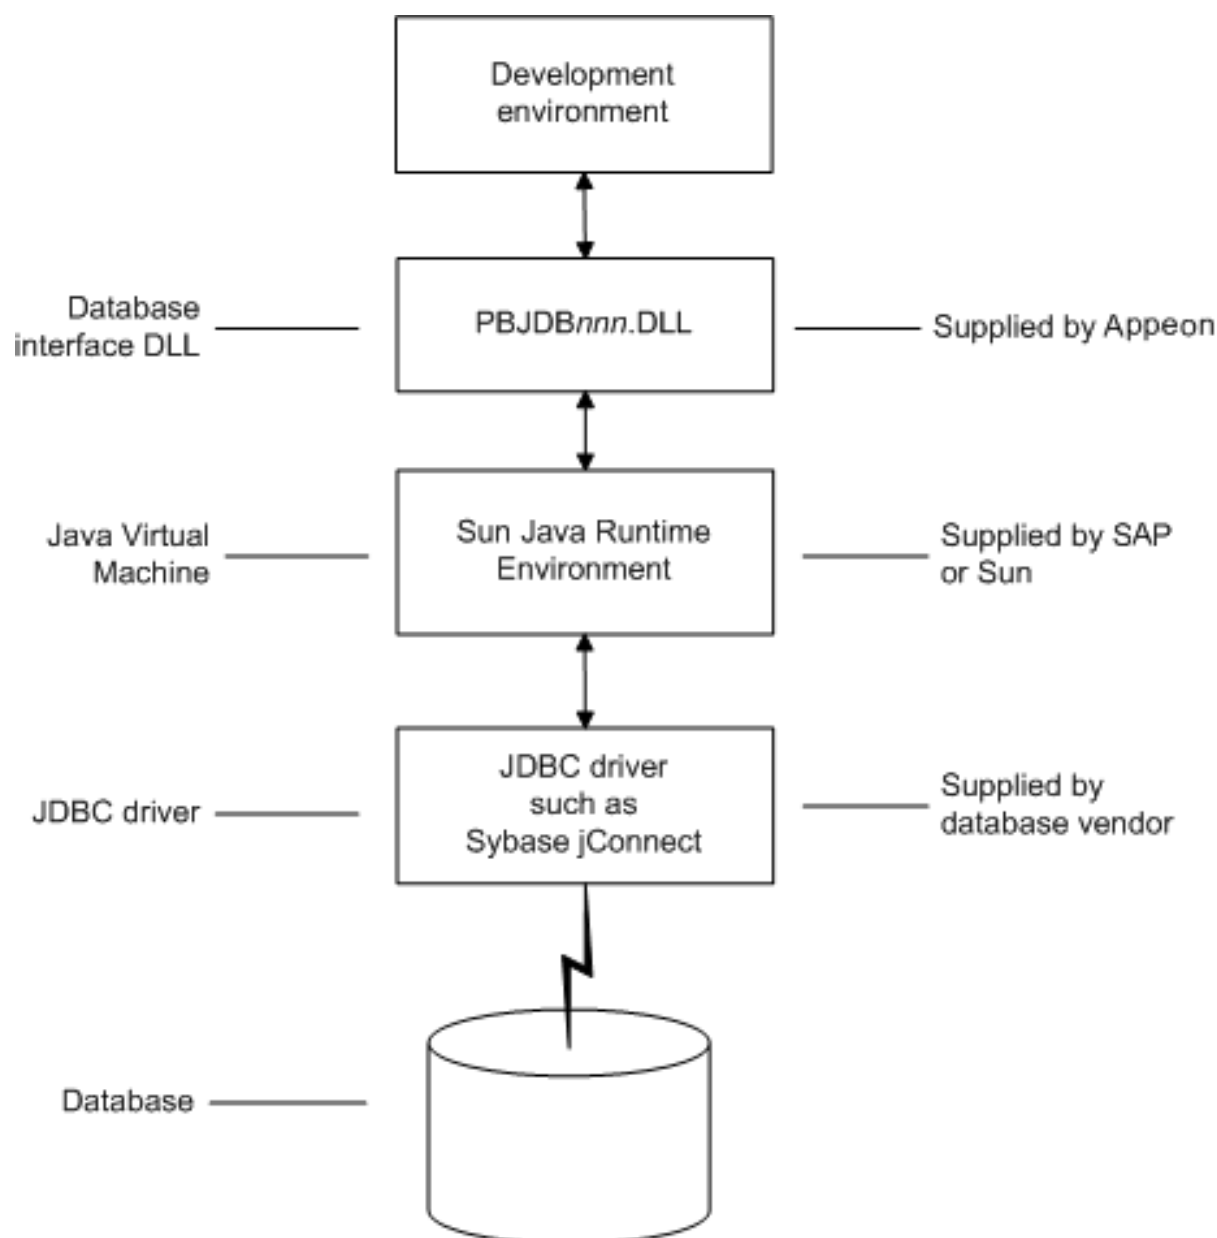 Development
environment
Database
interface DLL
PBJDBnnn.DLL
Supplied by Appeon
Java Virtual
Machine
Sun Java Runtime
Environment
Supplied by SAP
or Sun
JDBC driver
JDBC driver
such as
Sybase jConnect
Supplied by
database vendor
Database